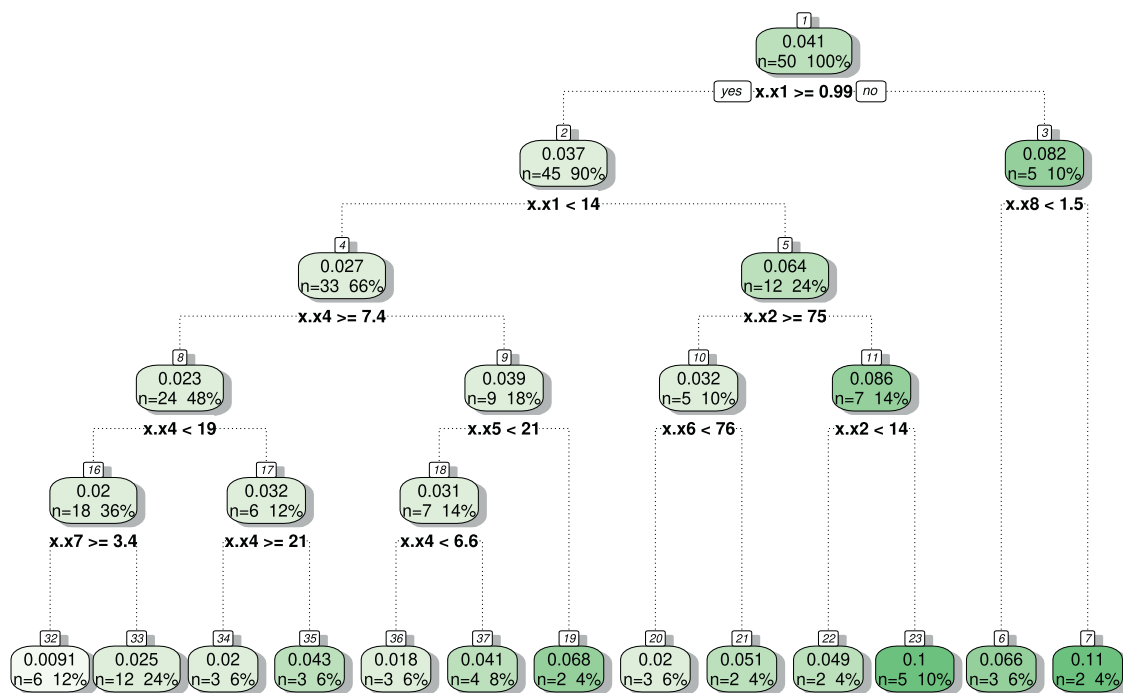 1
0.041
n=50 100%
yes x.x1 >= 0.99 no
2
0.037
n=45 90%
3
0.082
n=5 10%
x.x1 < 14
x.x8 < 1.5
4
0.027
n=33 66%
5
0.064
n=12 24%
x.x4 >= 7.4
x.x2 >= 75
8
0.023
n=24 48%
9
0.039
n=9 18%
10
0.032
n=5 10%
11
0.086
n=7 14%
x.x4 < 19
x.x5 < 21
x.x6 < 76
x.x2 < 14
16
0.02
n=18 36%
17
0.032
n=6 12%
18
0.031
n=7 14%
x.x7 >= 3.4
x.x4 >= 21
x.x4 < 6.6
32
0.0091
n=6 12%
33
0.025
n=12 24%
34
0.02
n=3 6%
35
0.043
n=3 6%
36
0.018
n=3 6%
37
0.041
n=4 8%
19
0.068
n=2 4%
20
0.02
n=3 6%
21
0.051
n=2 4%
22
0.049
n=2 4%
23
0.1
n=5 10%
6
0.066
n=3 6%
7
0.11
n=2 4%